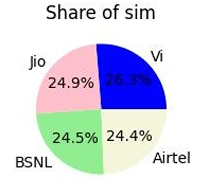 Share of sim
Jio
Vi
24.9%
26.3%
24.5%
24.4%
BSNL
Airtel